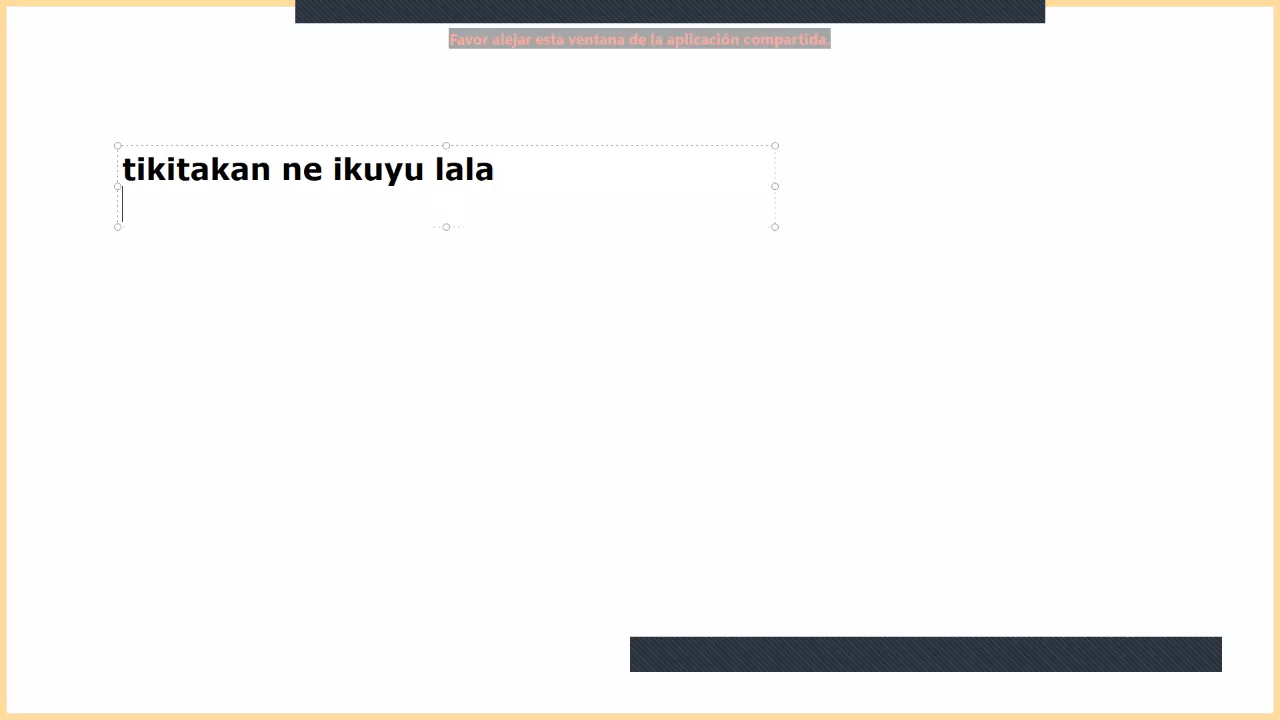 Favor alejar esta ventana de la aplicación compartida.
tikitakan ne ikuyu lala